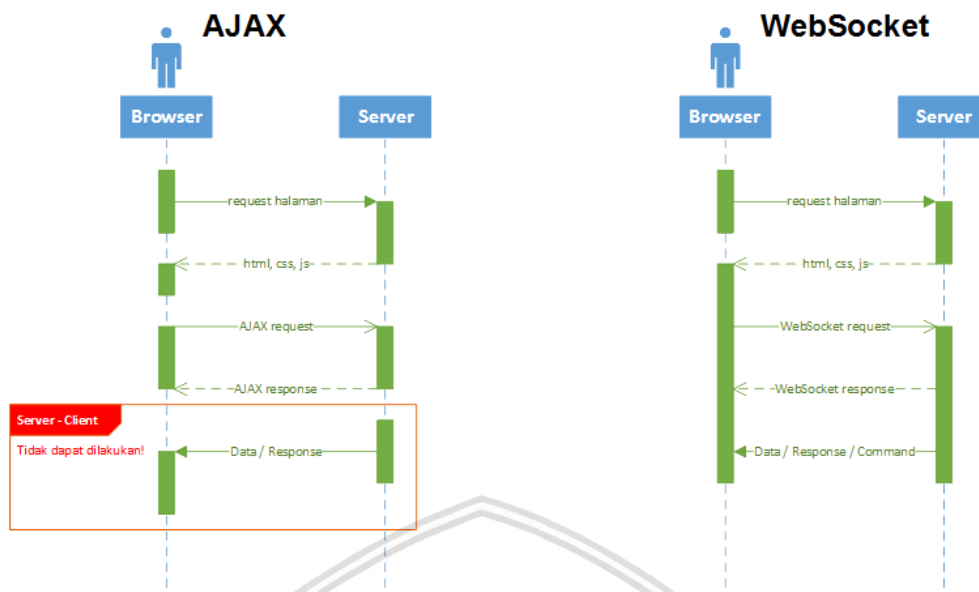 AJAX
Browser
Server
request halaman
html, css, js
AJAX request
AJAX response
Server - Client
Tidak dapat dilakukan!
Data / Response
WebSocket
Browser
Server
request halaman
html, css, js
WebSocket request
WebSocket response
Data / Response / Command